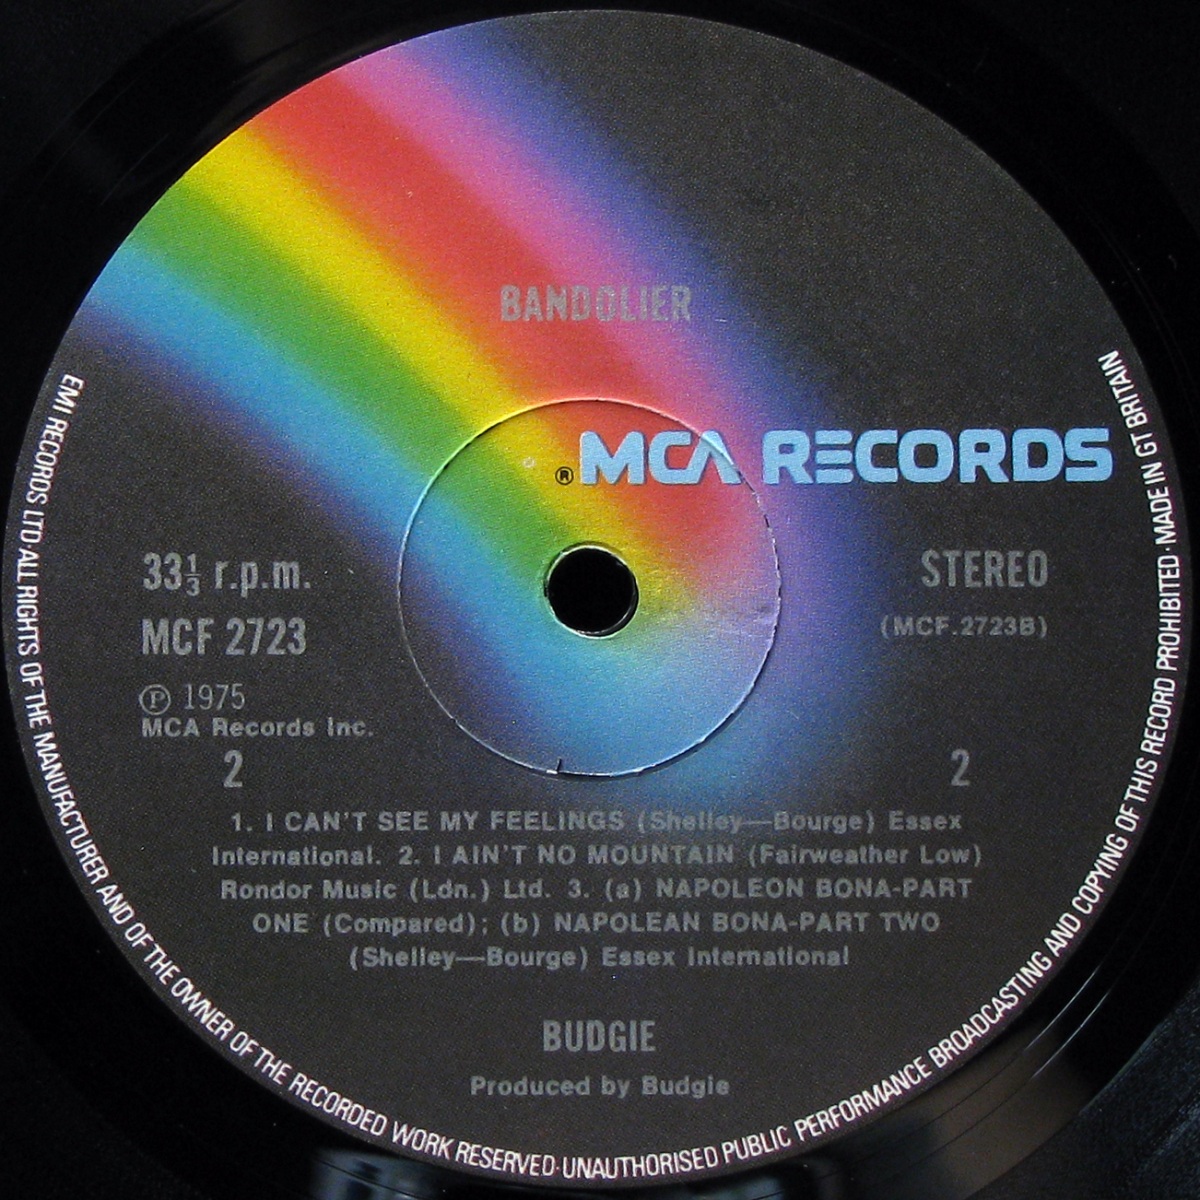 BANDOLIER
® MCA RECORDS
33⅓ r.p.m.
STEREO
MCF 2723
(MCF.2723B)
Ⓟ 1975
MCA Records Inc.
2
2
1. I CAN'T SEE MY FEELINGS (Shelley—Bourge) Essex
International. 2. I AIN'T NO MOUNTAIN (Fairweather Low)
Rondor Music (Ldn.) Ltd. 3. (a) NAPOLEON BONA-PART
ONE (Compared); (b) NAPOLEAN BONA-PART TWO
(Shelley—Bourge) Essex International
BUDGIE
Produced by Budgie
EMI RECORDS LTD·ALL RIGHTS OF THE MANUFACTURER AND OF THE OWNER OF THE RECORDED WORK RESERVED·UNAUTHORISED PUBLIC PERFORMANCE BROADCASTING AND COPYING OF THIS RECORD PROHIBITED·MADE IN GT BRITAIN